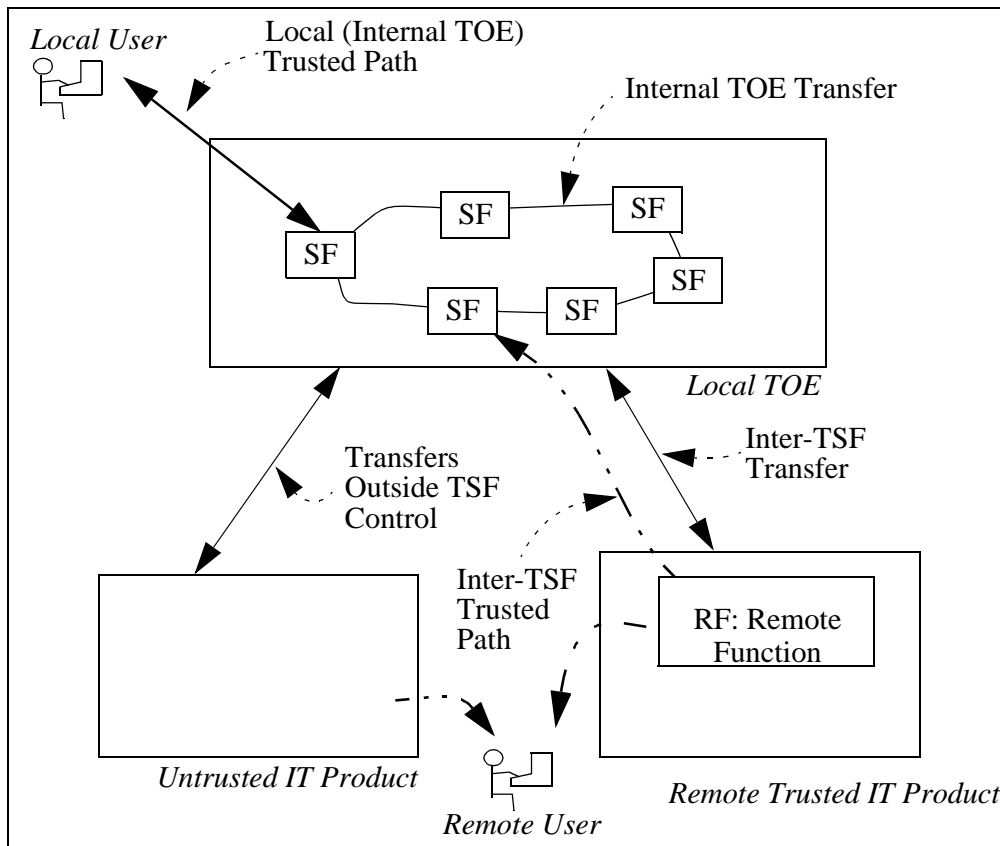 Local User
Local (Internal TOE)
Trusted Path
Internal TOE Transfer
SF
SF
SF
SF
SF
SF
Local TOE
Transfers
Outside TSF
Control
Inter-TSF
Transfer
Inter-TSF
Trusted
Path
RF: Remote
Function
Untrusted IT Product
Remote User
Remote Trusted IT Product